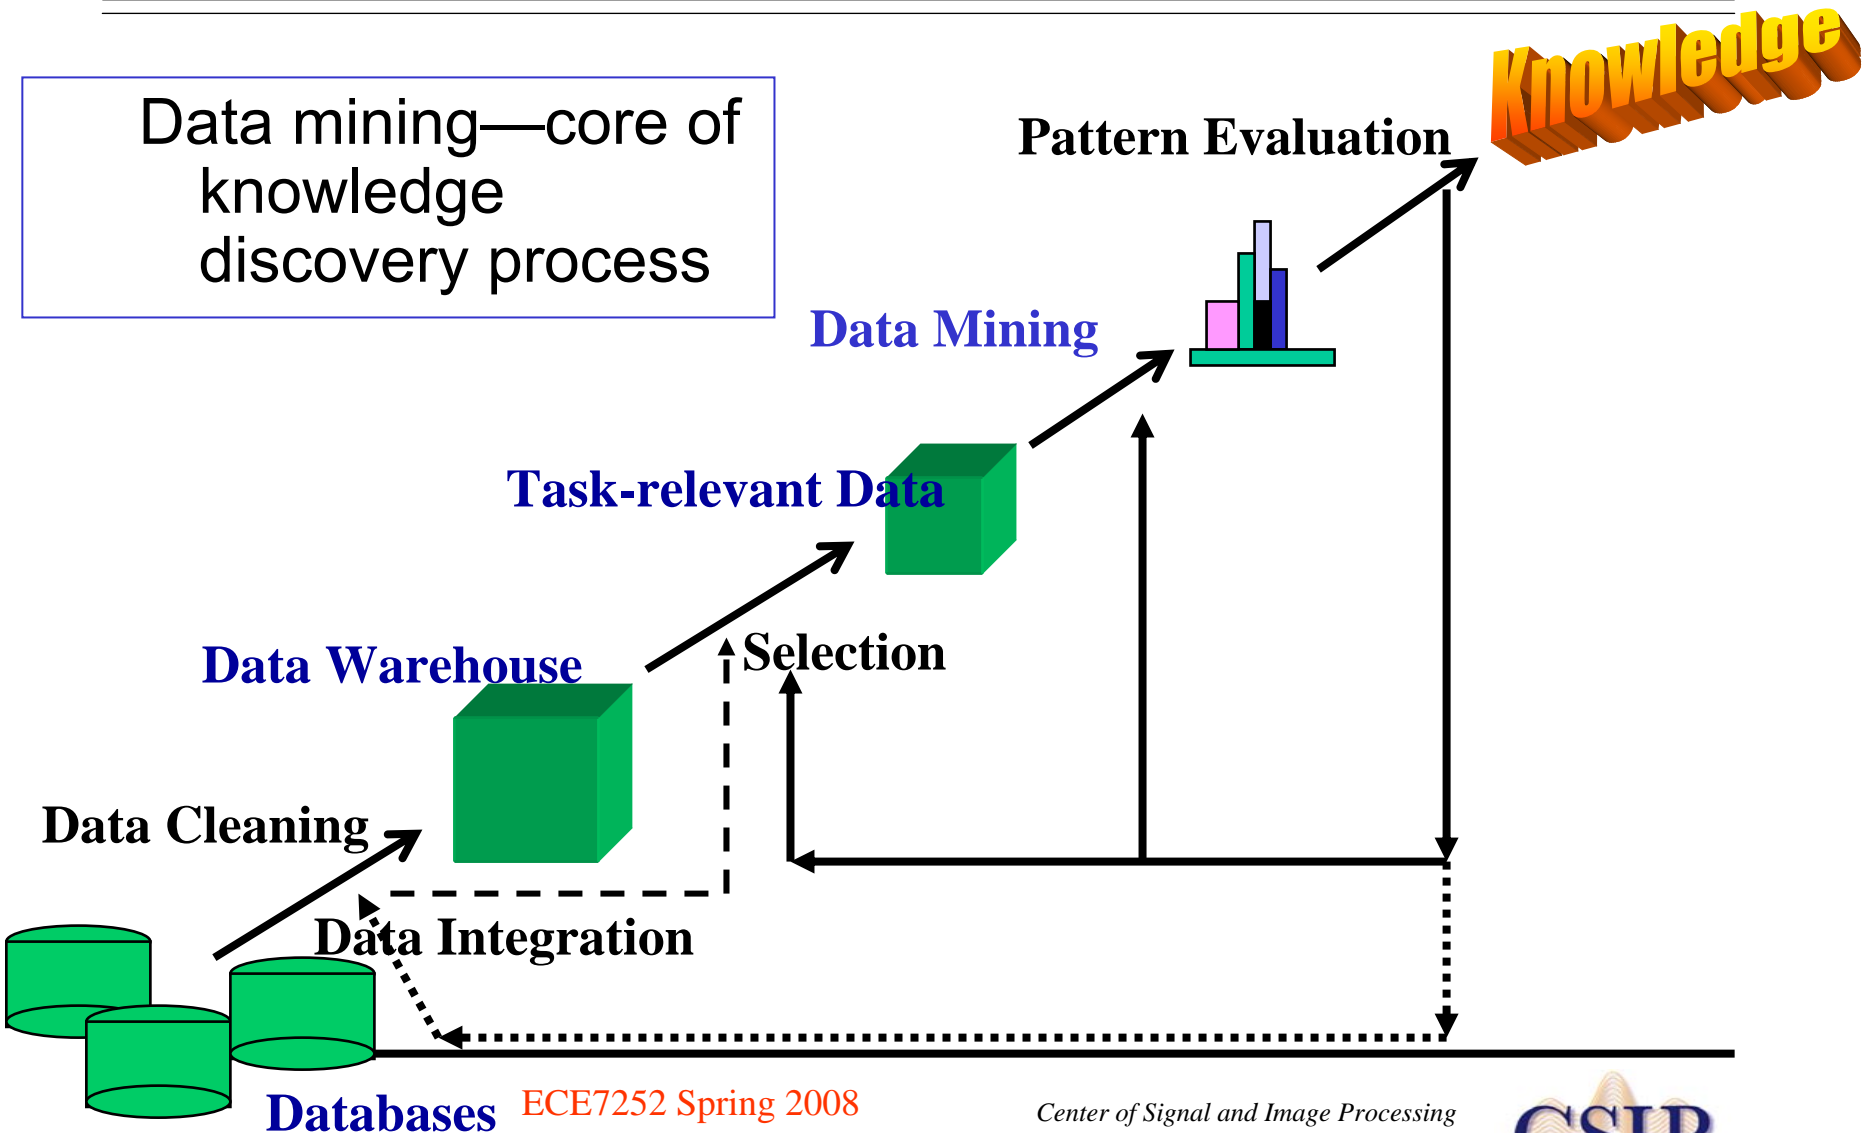 Knowledge
Data mining—core of
knowledge
discovery process
Pattern Evaluation
Data Mining
Task-relevant Data
Selection
Data Warehouse
Data Cleaning
Data Integration
Databases
ECE7252 Spring 2008
Center of Signal and Image Processing
CSIP